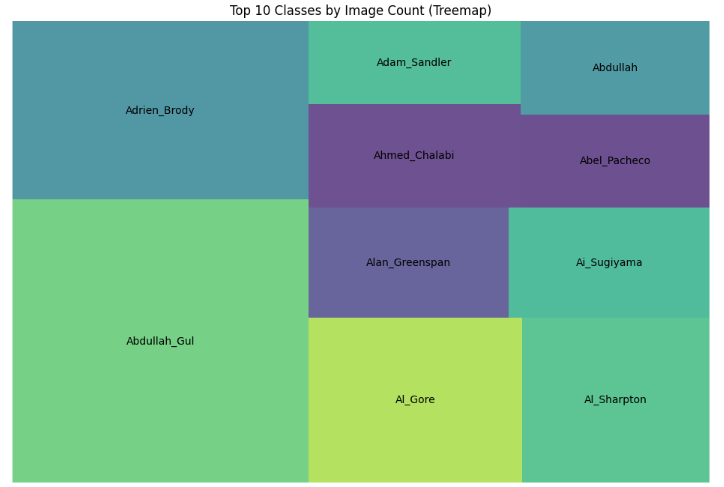 Top 10 Classes by Image Count (Treemap)
Adam_Sandler
Abdullah
Adrien_Brody
Ahmed_Chalabi
Abel_Pacheco
Alan_Greenspan
Ai_Sugiyama
Abdullah_Gul
Al_Gore
Al_Sharpton